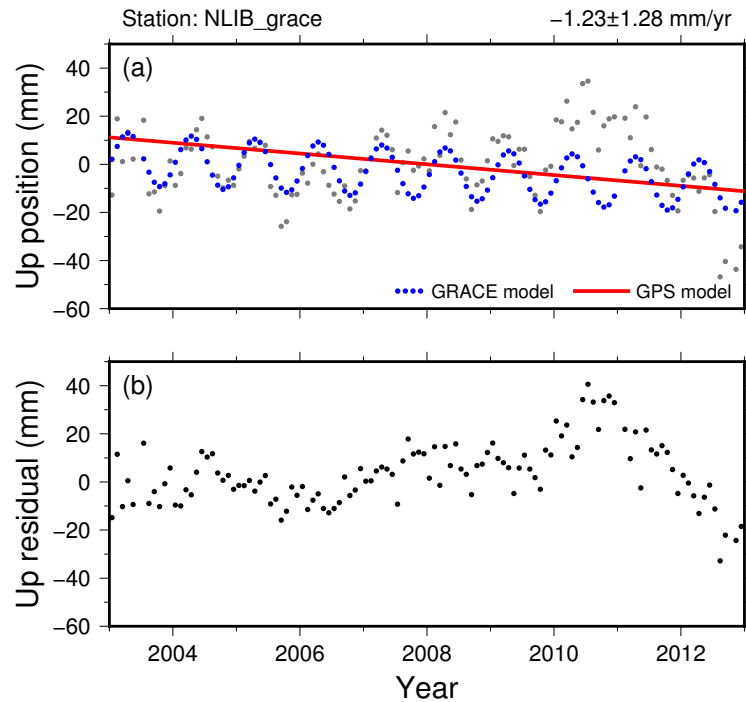 Station: NLIB_grace
−1.23±1.28 mm/yr
(a)
Up position (mm)
40
20
0
−20
−40
−60
GRACE model
GPS model
(b)
Up residual (mm)
40
20
0
−20
−40
−60
2004
2006
2008
2010
2012
Year